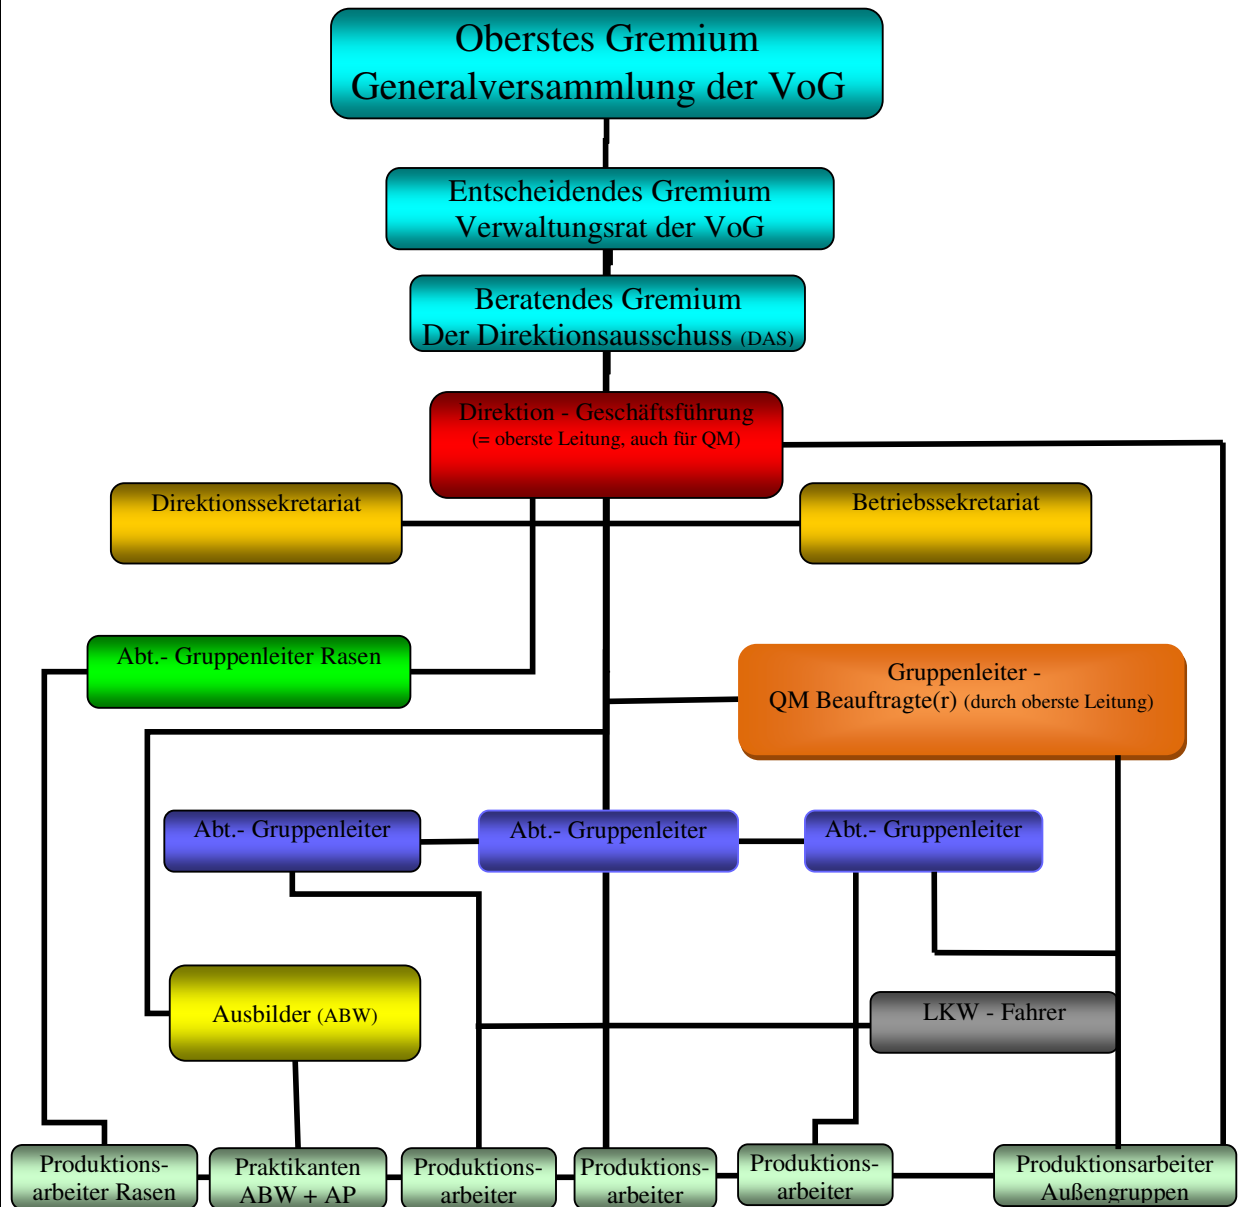 Oberstes Gremium
Generalversammlung der VoG
Entscheidendes Gremium
Verwaltungsrat der VoG
Beratendes Gremium
Der Direktionsausschuss (DAS)
Direktion - Geschäftsführung
(= oberste Leitung, auch für QM)
Direktionssekretariat
Betriebssekretariat
Abt.- Gruppenleiter Rasen
Gruppenleiter -
QM Beauftragte(r) (durch oberste Leitung)
Abt.- Gruppenleiter
Abt.- Gruppenleiter
Abt.- Gruppenleiter
Ausbilder (ABW)
LKW - Fahrer
Produktions-
arbeiter Rasen
Praktikanten
ABW + AP
Produktions-
arbeiter
Produktions-
arbeiter
Produktions-
arbeiter
Produktionsarbeiter
Außengruppen